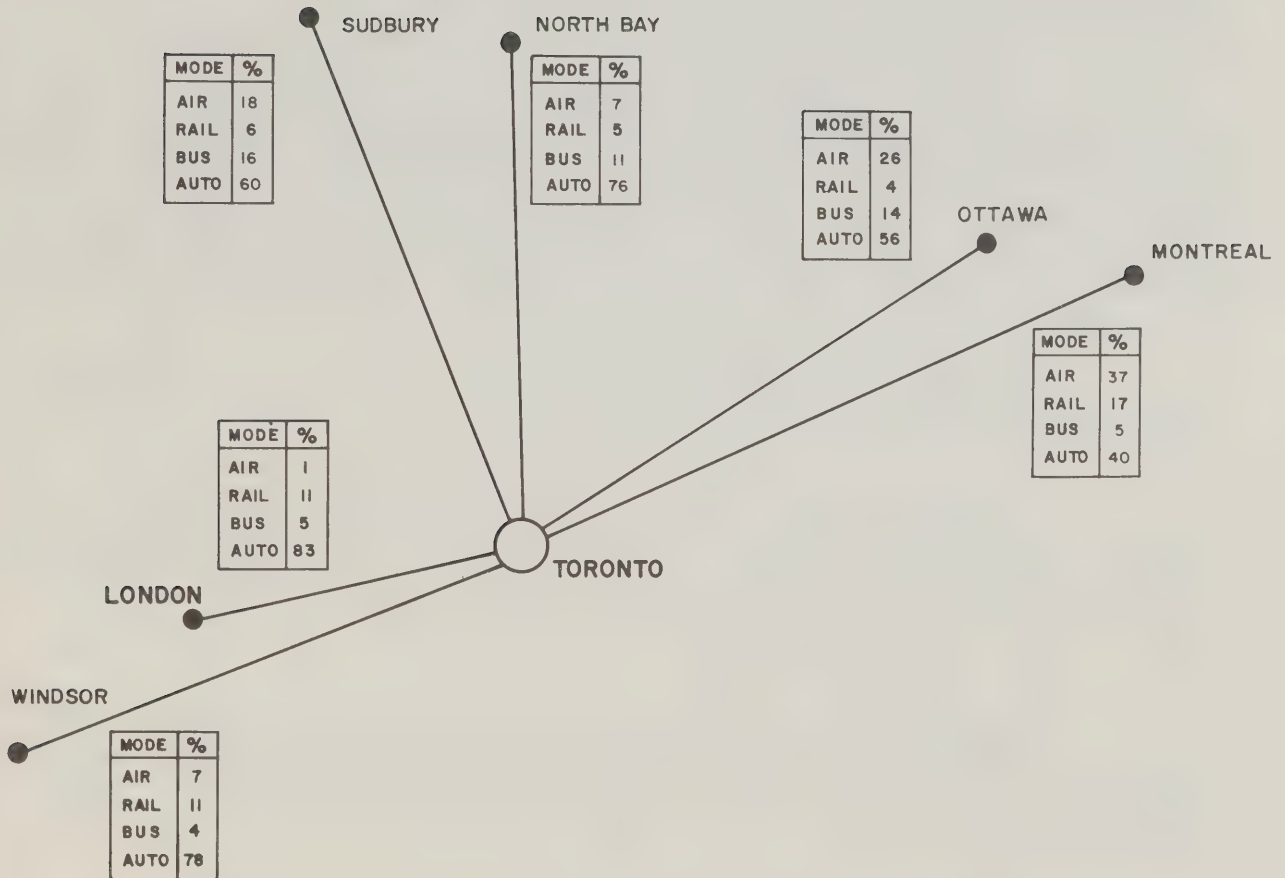 SUDBURY
MODE %
AIR 18
RAIL 6
BUS 16
AUTO 60
NORTH BAY
MODE %
AIR 7
RAIL 5
BUS 11
AUTO 76
MODE %
AIR 26
RAIL 4
BUS 14
AUTO 56
OTTAWA
MONTREAL
MODE %
AIR 37
RAIL 17
BUS 5
AUTO 40
MODE %
AIR 1
RAIL 11
BUS 5
AUTO 83
TORONTO
LONDON
WINDSOR
MODE %
AIR 7
RAIL 11
BUS 4
AUTO 78